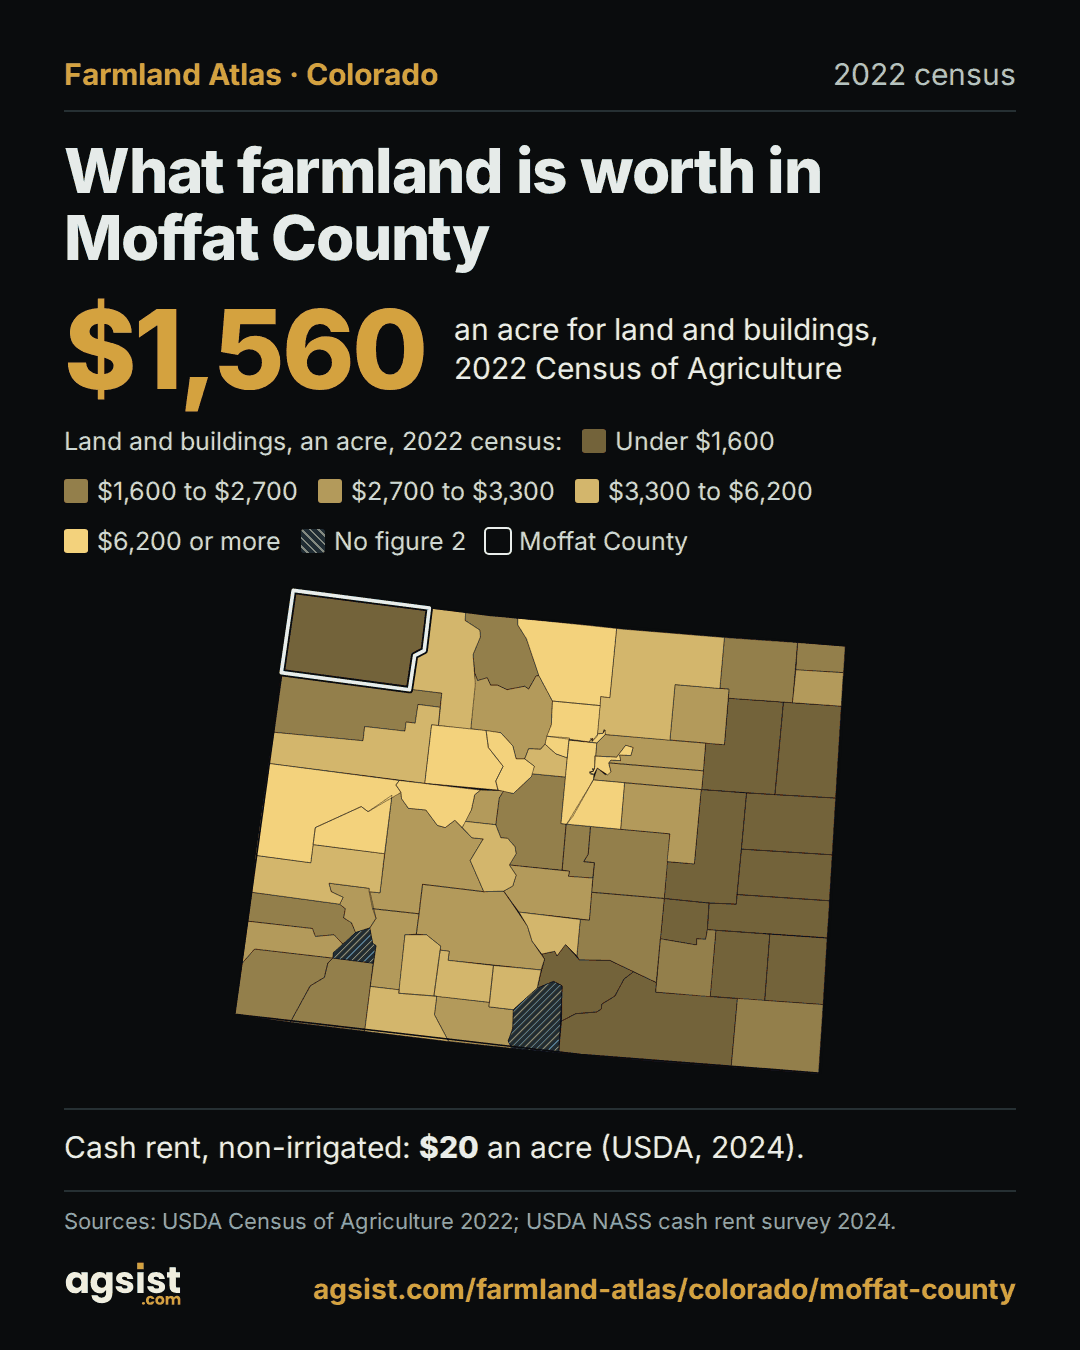 Farmland Atlas · Colorado
2022 census
What farmland is worth in
Moffat County
$1,560
an acre for land and buildings,
2022 Census of Agriculture
Land and buildings, an acre, 2022 census: Under $1,600
$1,600 to $2,700 $2,700 to $3,300 $3,300 to $6,200
$6,200 or more No figure 2 Moffat County
Cash rent, non-irrigated: $20 an acre (USDA, 2024).
Sources: USDA Census of Agriculture 2022; USDA NASS cash rent survey 2024.
agsist
.com
agsist.com/farmland-atlas/colorado/moffat-county